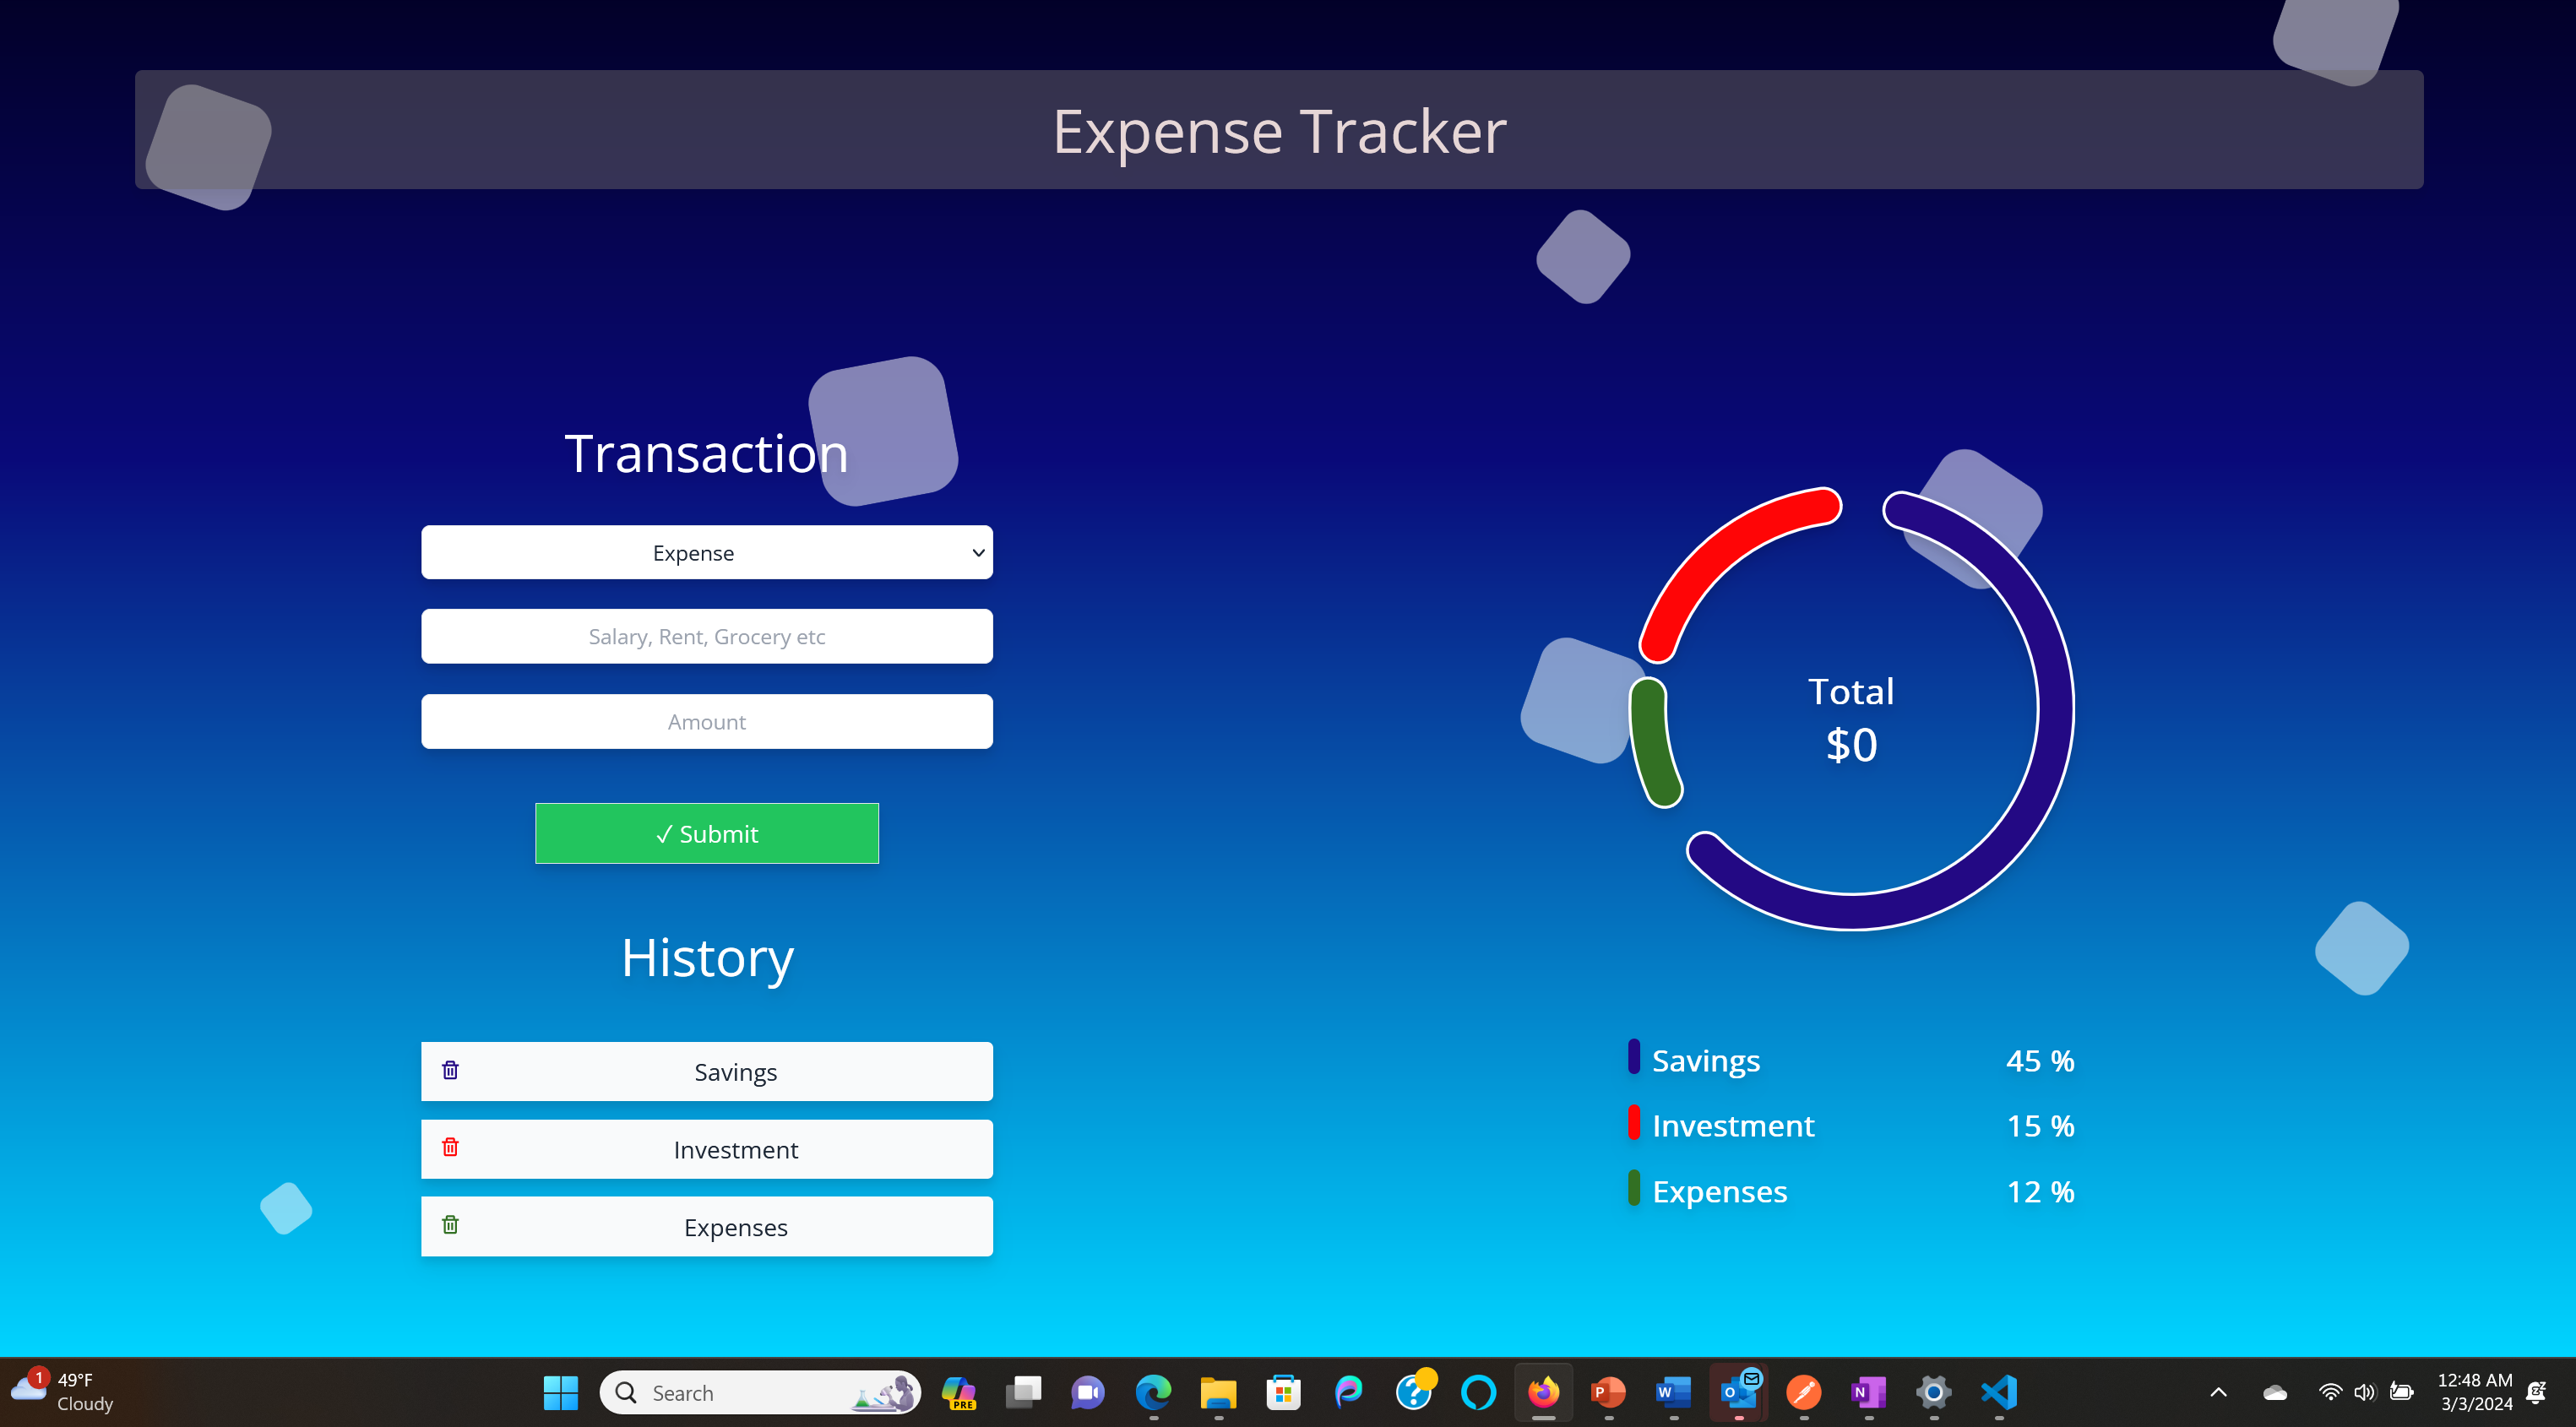 Expense Tracker
Transaction
Expense
Salary, Rent, Grocery etc
Amount
✓ Submit
History
Savings
Investment
Expenses
Total
$0
Savings 45 %
Investment 15 %
Expenses 12 %
1
49°F
Cloudy
Search
PRE
12:48 AM
3/3/2024